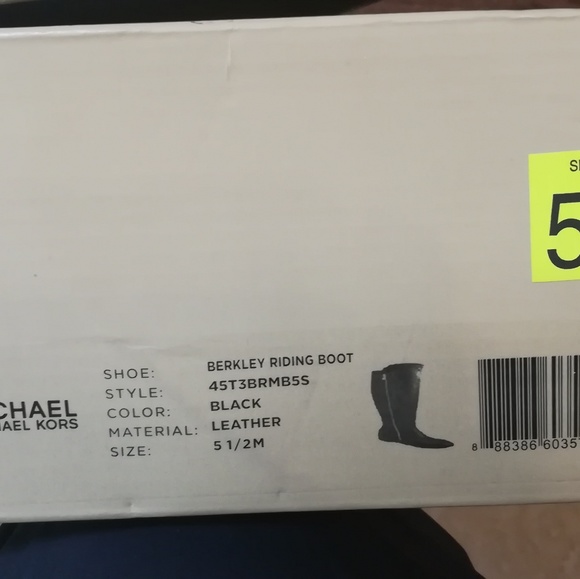 SHOE: BERKLEY RIDING BOOT
STYLE: 45T3BRMB5S
COLOR: BLACK
MATERIAL: LEATHER
SIZE: 5 1/2M
CHAEL
AEL KORS
8 88386 6035
5